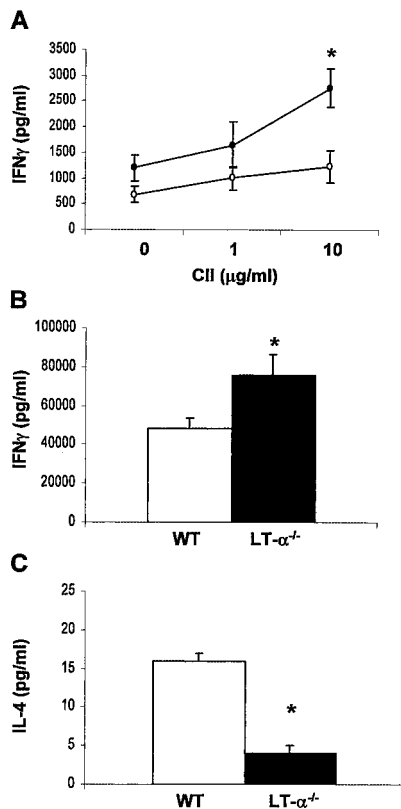 A
3500
3000
2500
2000
1500
1000
500
0
IFNγ (pg/ml)
*
0 1 10
CII (µg/ml)
B
100000
80000
60000
40000
20000
0
IFNγ (pg/ml)
*
WT LT-α-/-
C
25
20
15
10
5
0
IL-4 (pg/ml)
*
WT LT-α-/-